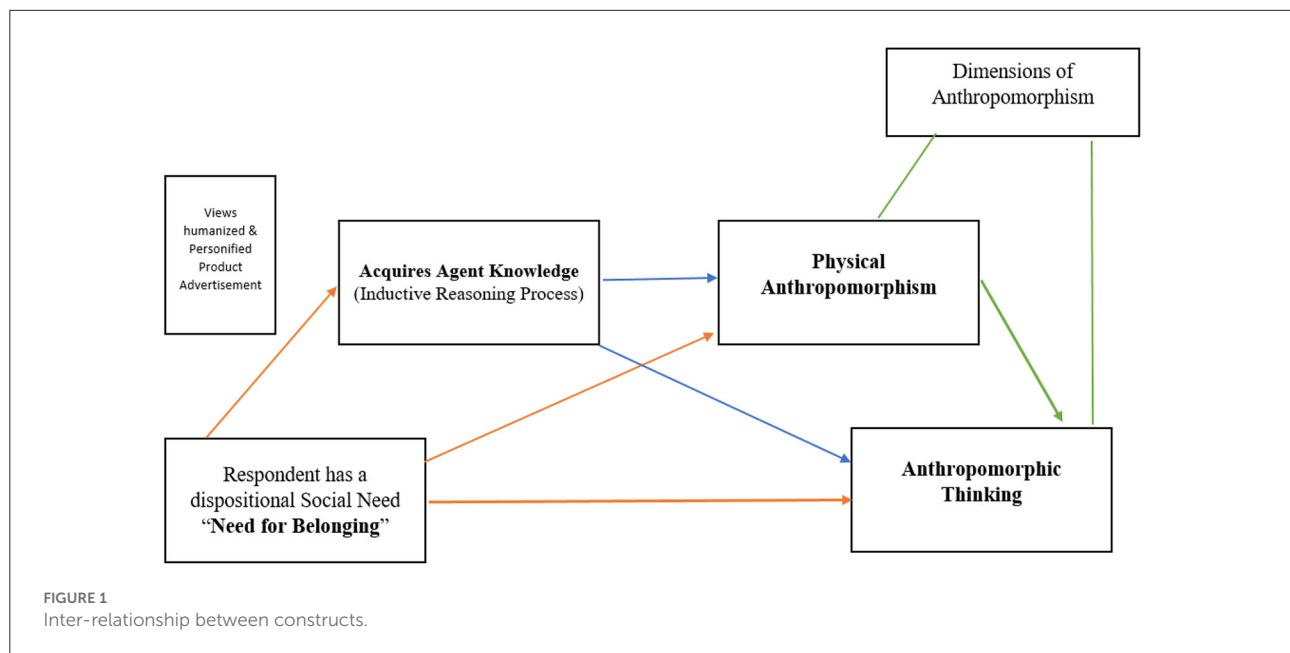 Dimensions of
Anthropomorphism
Views
humanized &
Personified
Product
Advertisement
Acquires Agent Knowledge
(Inductive Reasoning Process)
Physical
Anthropomorphism
Respondent has a
dispositional Social Need
“Need for Belonging”
Anthropomorphic
Thinking
FIGURE 1
Inter-relationship between constructs.